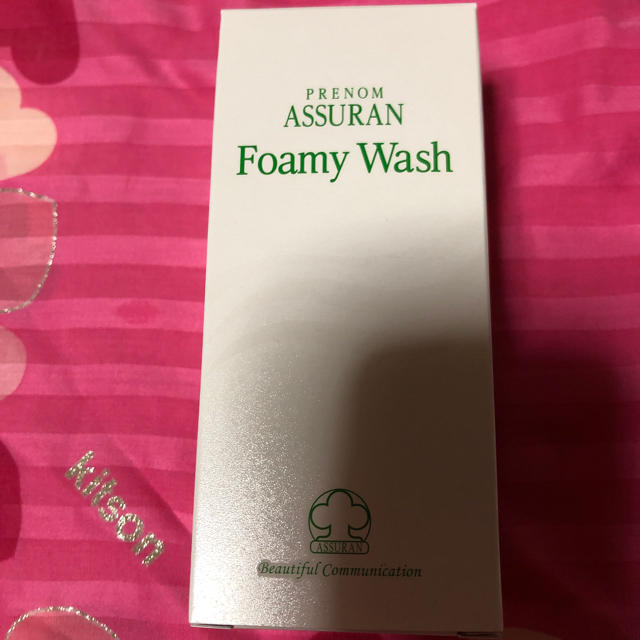 PRENOM
ASSURAN
Foamy Wash
kitson
ASSURAN
Beautiful Communication